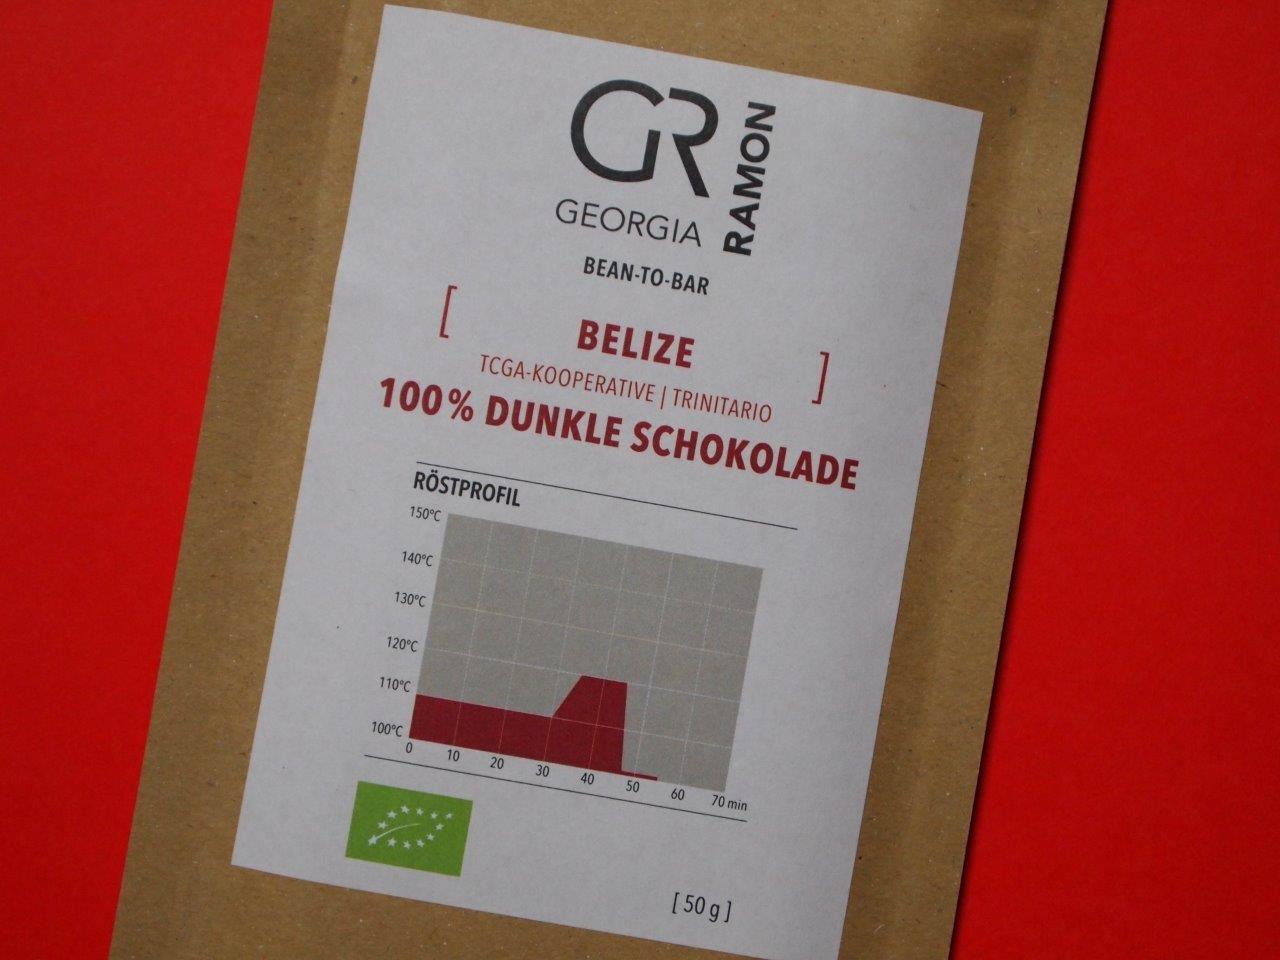 GR
GEORGIA
RAMON
BEAN-TO-BAR
[ BELIZE ]
TCGA-KOOPERATIVE | TRINITARIO
100% DUNKLE SCHOKOLADE
RÖSTPROFIL
150°C
140°C
130°C
120°C
110°C
100°C
0 10 20 30 40 50 60 70 min
[ 50 g ]